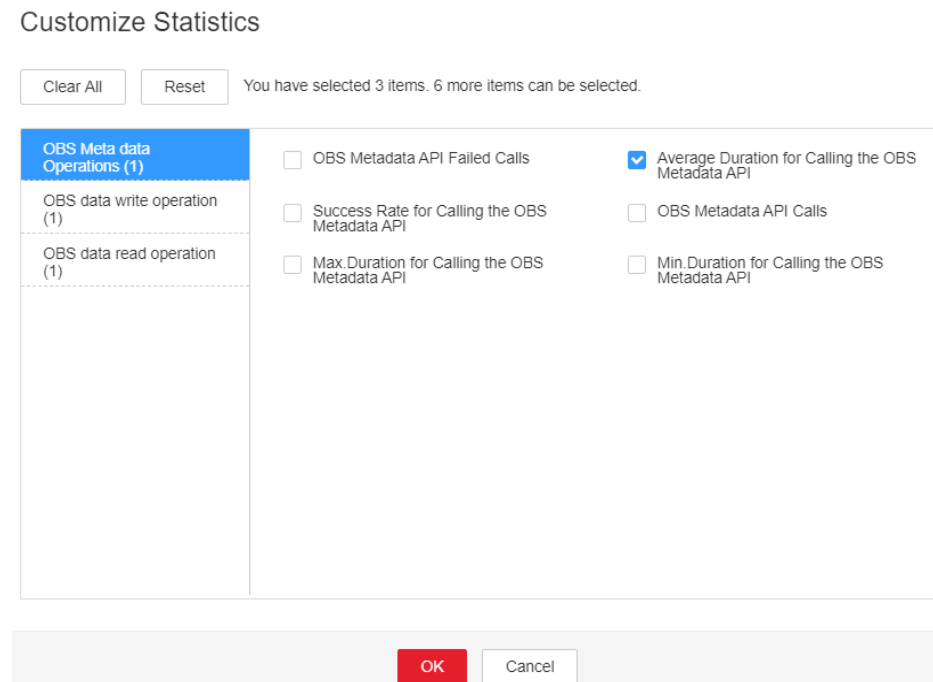 Customize Statistics
Clear All
Reset
You have selected 3 items. 6 more items can be selected.
OBS Meta data
Operations (1)
OBS data write operation
(1)
OBS data read operation
(1)
OBS Metadata API Failed Calls
Average Duration for Calling the OBS
Metadata API
Success Rate for Calling the OBS
Metadata API
OBS Metadata API Calls
Max.Duration for Calling the OBS
Metadata API
Min.Duration for Calling the OBS
Metadata API
OK
Cancel